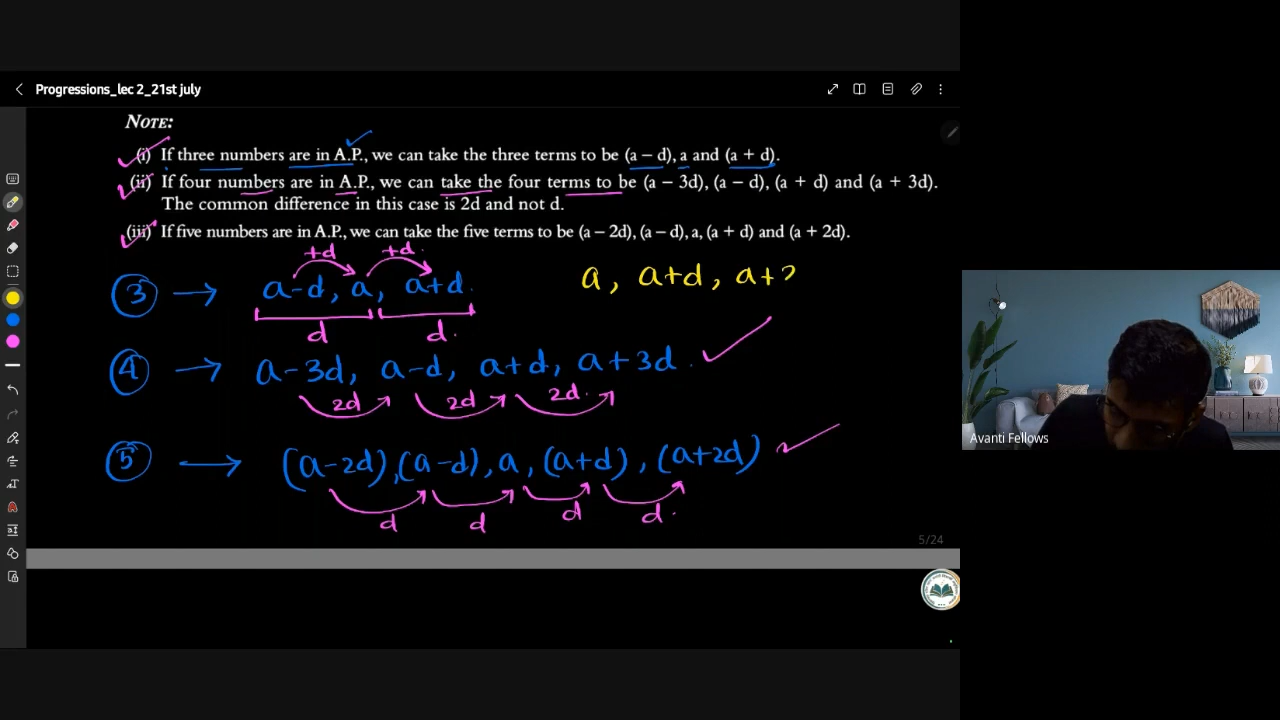 Progressions_lec 2_21st july
NOTE:
(i) If three numbers are in A.P., we can take the three terms to be (a – d), a and (a + d).
(ii) If four numbers are in A.P., we can take the four terms to be (a – 3d), (a – d), (a + d) and (a + 3d).
The common difference in this case is 2d and not d.
(iii) If five numbers are in A.P., we can take the five terms to be (a – 2d), (a – d), a, (a + d) and (a + 2d).
+d +d
3 → a-d, a, a+d. a, a+d, a+2
d d.
4 → a-3d, a-d, a+d, a+3d.
2d 2d 2d.
5 → (a-2d), (a-d), a, (a+d), (a+2d)
d d d d.
5/24
Avanti Fellows